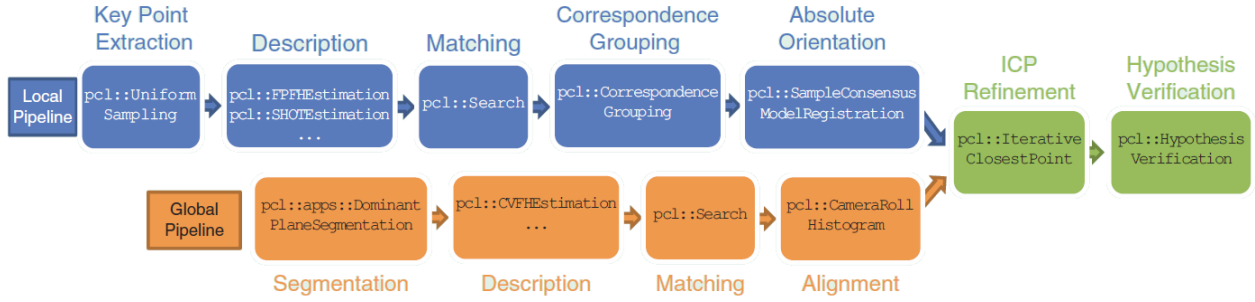 Key Point
Extraction
Description
Matching
Correspondence
Grouping
Absolute
Orientation
Local
Pipeline
pcl::Uniform
Sampling
pcl::FPFHEstimation
pcl::SHOTEstimation
...
pcl::Search
pcl::Correspondence
Grouping
pcl::SampleConsensus
ModelRegistration
ICP
Refinement
Hypothesis
Verification
pcl::Iterative
ClosestPoint
pcl::Hypothesis
Verification
Global
Pipeline
pcl::apps::Dominant
PlaneSegmentation
pcl::CVFHEstimation
...
pcl::Search
pcl::CameraRoll
Histogram
Segmentation
Description
Matching
Alignment